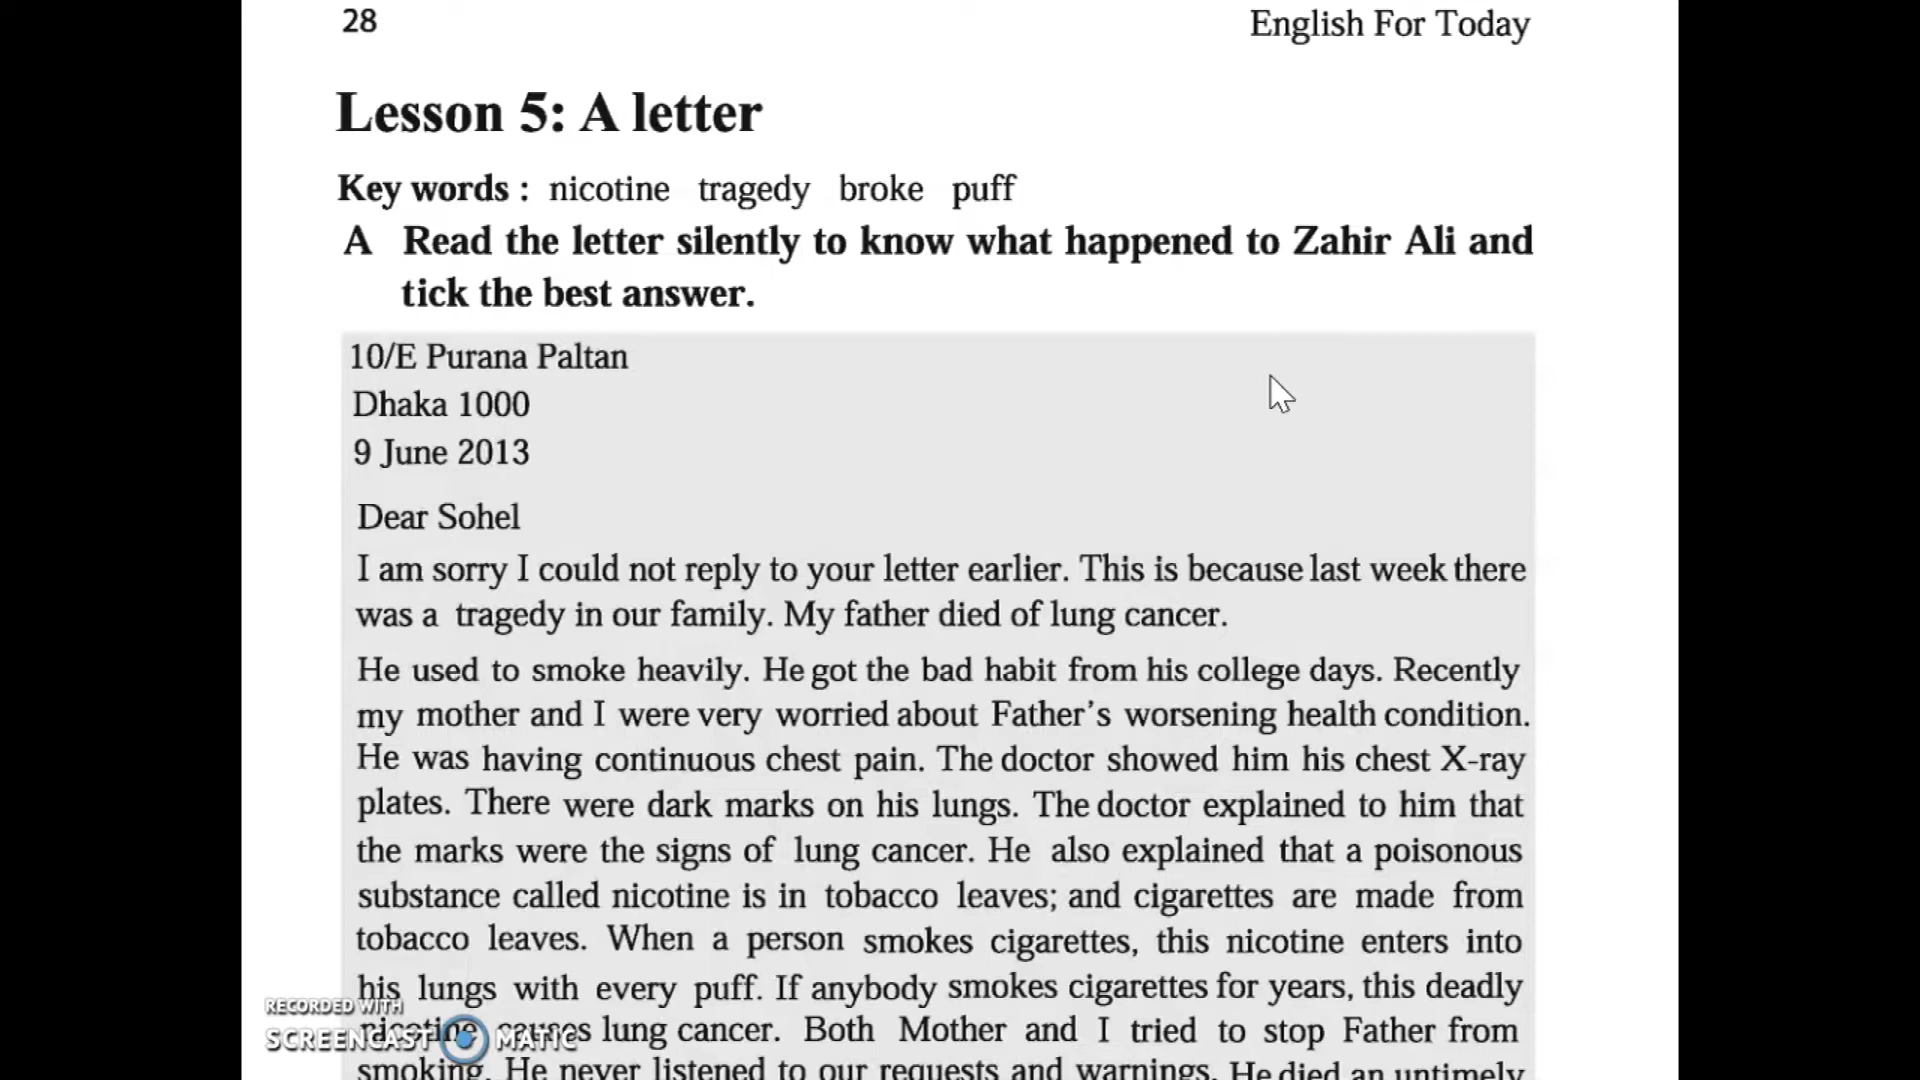 28 English For Today
Lesson 5: A letter
Key words : nicotine tragedy broke puff
A Read the letter silently to know what happened to Zahir Ali and
tick the best answer.
10/E Purana Paltan
Dhaka 1000
9 June 2013
Dear Sohel
I am sorry I could not reply to your letter earlier. This is because last week there
was a tragedy in our family. My father died of lung cancer.
He used to smoke heavily. He got the bad habit from his college days. Recently
my mother and I were very worried about Father's worsening health condition.
He was having continuous chest pain. The doctor showed him his chest X-ray
plates. There were dark marks on his lungs. The doctor explained to him that
the marks were the signs of lung cancer. He also explained that a poisonous
substance called nicotine is in tobacco leaves; and cigarettes are made from
tobacco leaves. When a person smokes cigarettes, this nicotine enters into
his lungs with every puff. If anybody smokes cigarettes for years, this deadly
nicotine causes lung cancer. Both Mother and I tried to stop Father from
smoking. He never listened to our requests and warnings. He died an untimely
RECORDED WITH
SCREENCAST MATIC